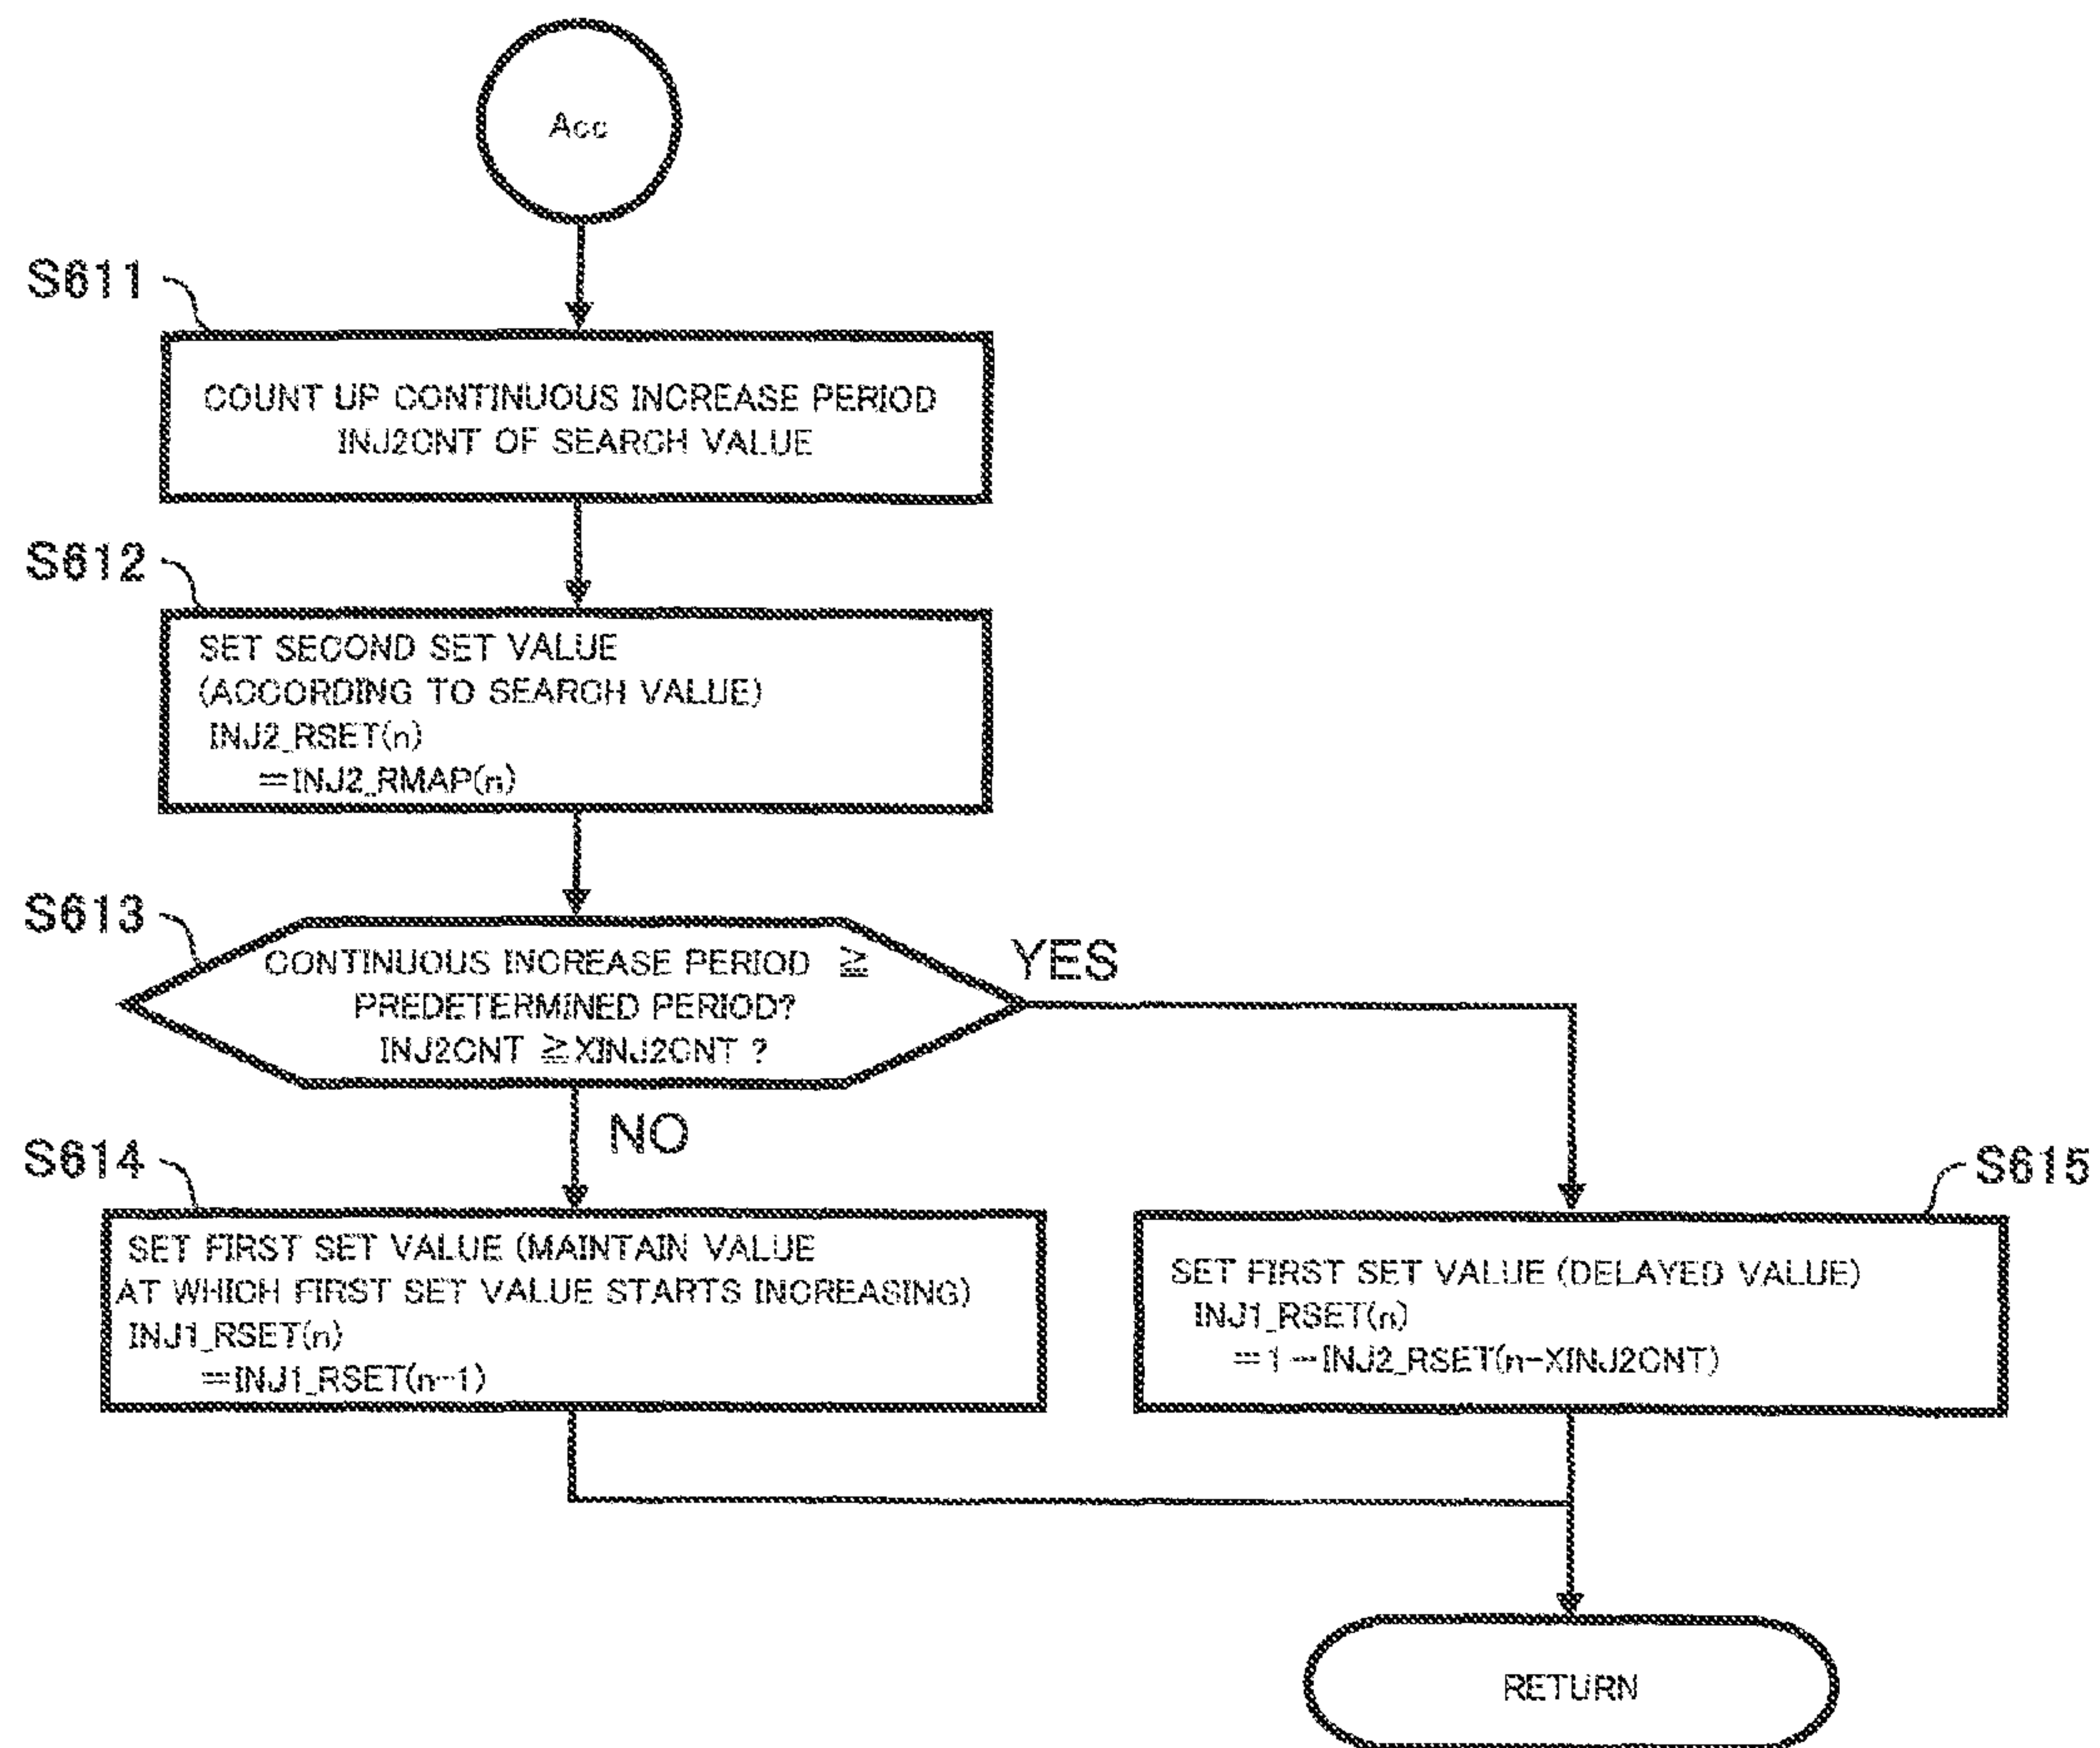 Acc
S611
COUNT UP CONTINUOUS INCREASE PERIOD
INJ2CNT OF SEARCH VALUE
S612
SET SECOND SET VALUE
(ACCORDING TO SEARCH VALUE)
INJ2_RSET(n)
=INJ2_RMAP(n)
S613
CONTINUOUS INCREASE PERIOD ≧
PREDETERMINED PERIOD?
INJ2CNT ≧XINJ2CNT ?
YES
NO
S614
SET FIRST SET VALUE (MAINTAIN VALUE
AT WHICH FIRST SET VALUE STARTS INCREASING)
INJ1_RSET(n)
=INJ1_RSET(n-1)
S615
SET FIRST SET VALUE (DELAYED VALUE)
INJ1_RSET(n)
=1-INJ2_RSET(n-XINJ2CNT)
RETURN